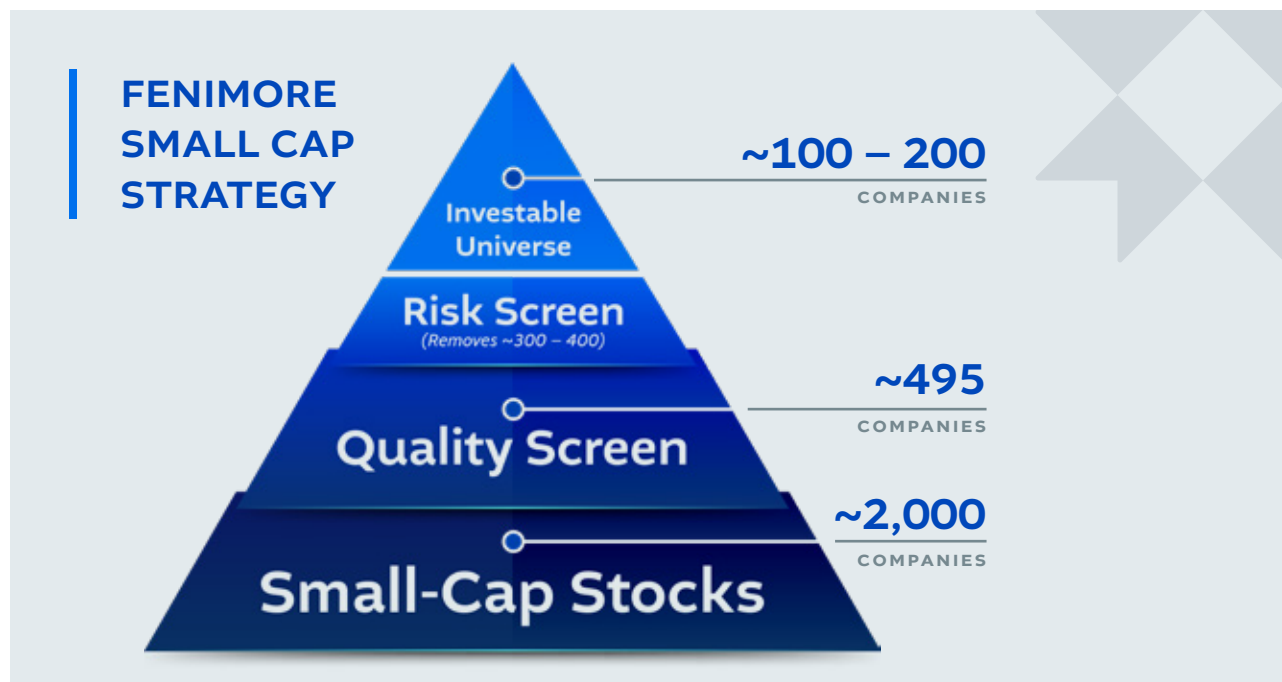 FENIMORE
SMALL CAP
STRATEGY
~100 – 200
COMPANIES
Investable
Universe
Risk Screen
(Removes ~300 – 400)
~495
COMPANIES
Quality Screen
~2,000
COMPANIES
Small-Cap Stocks